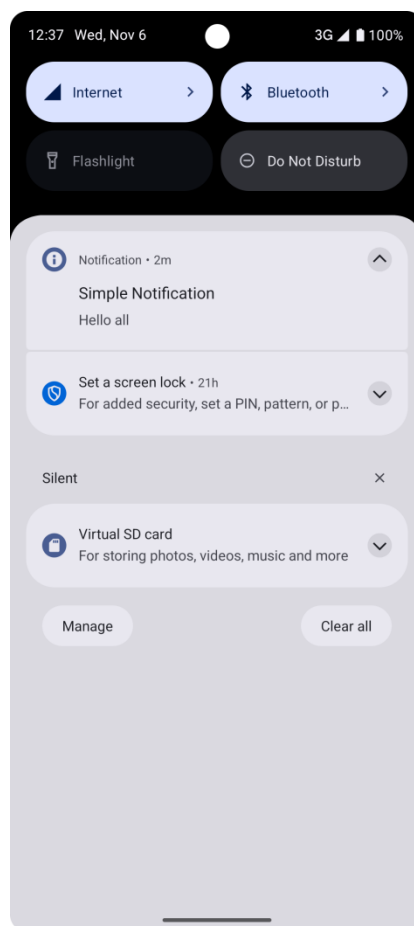 12:37 Wed, Nov 6 3G 100%
Internet Bluetooth
Flashlight Do Not Disturb
Notification • 2m
Simple Notification
Hello all
Set a screen lock • 21h
For added security, set a PIN, pattern, or p...
Silent
Virtual SD card
For storing photos, videos, music and more
Manage Clear all